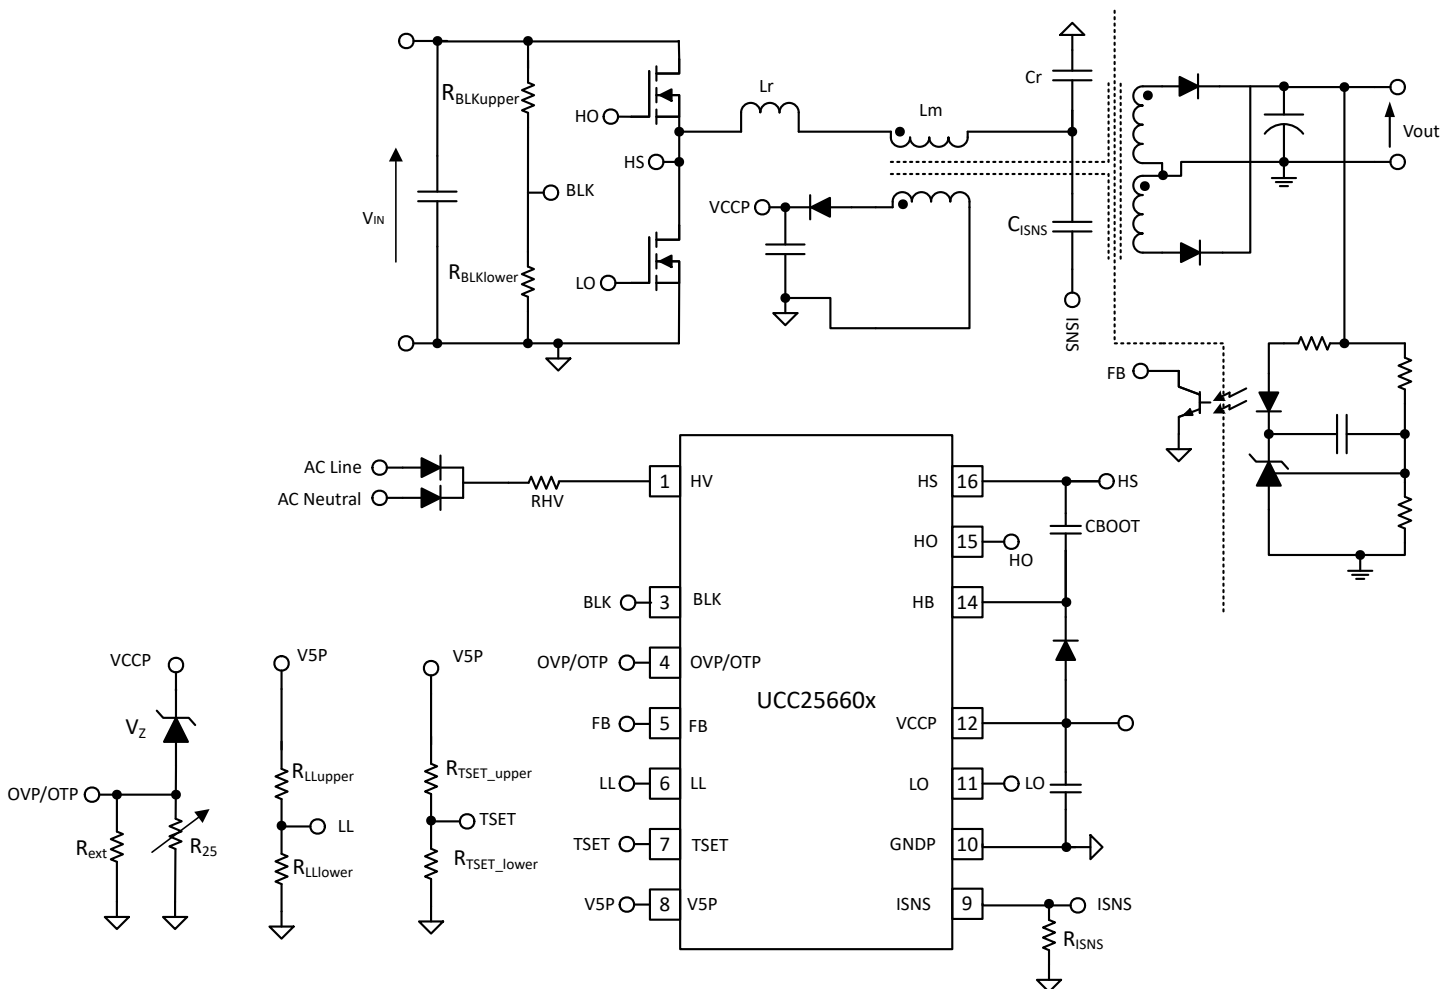 Cr
Lr
Lm
RBLKupper
HO
HS
BLK
VIN
VCCP
CISNS
Vout
RBLKlower
LO
ISNS
FB
AC Line
AC Neutral
RHV
1 HV
HS 16
HS
CBOOT
HO 15
HO
BLK
3 BLK
HB 14
OVP/OTP
4 OVP/OTP
UCC25660x
FB
5 FB
VCCP 12
LL
6 LL
LO 11
LO
TSET
7 TSET
GNDP 10
V5P
8 V5P
ISNS 9
ISNS
RISNS
VCCP
VZ
OVP/OTP
Rext
R25
V5P
RLLupper
LL
RLLlower
V5P
RTSET_upper
TSET
RTSET_lower